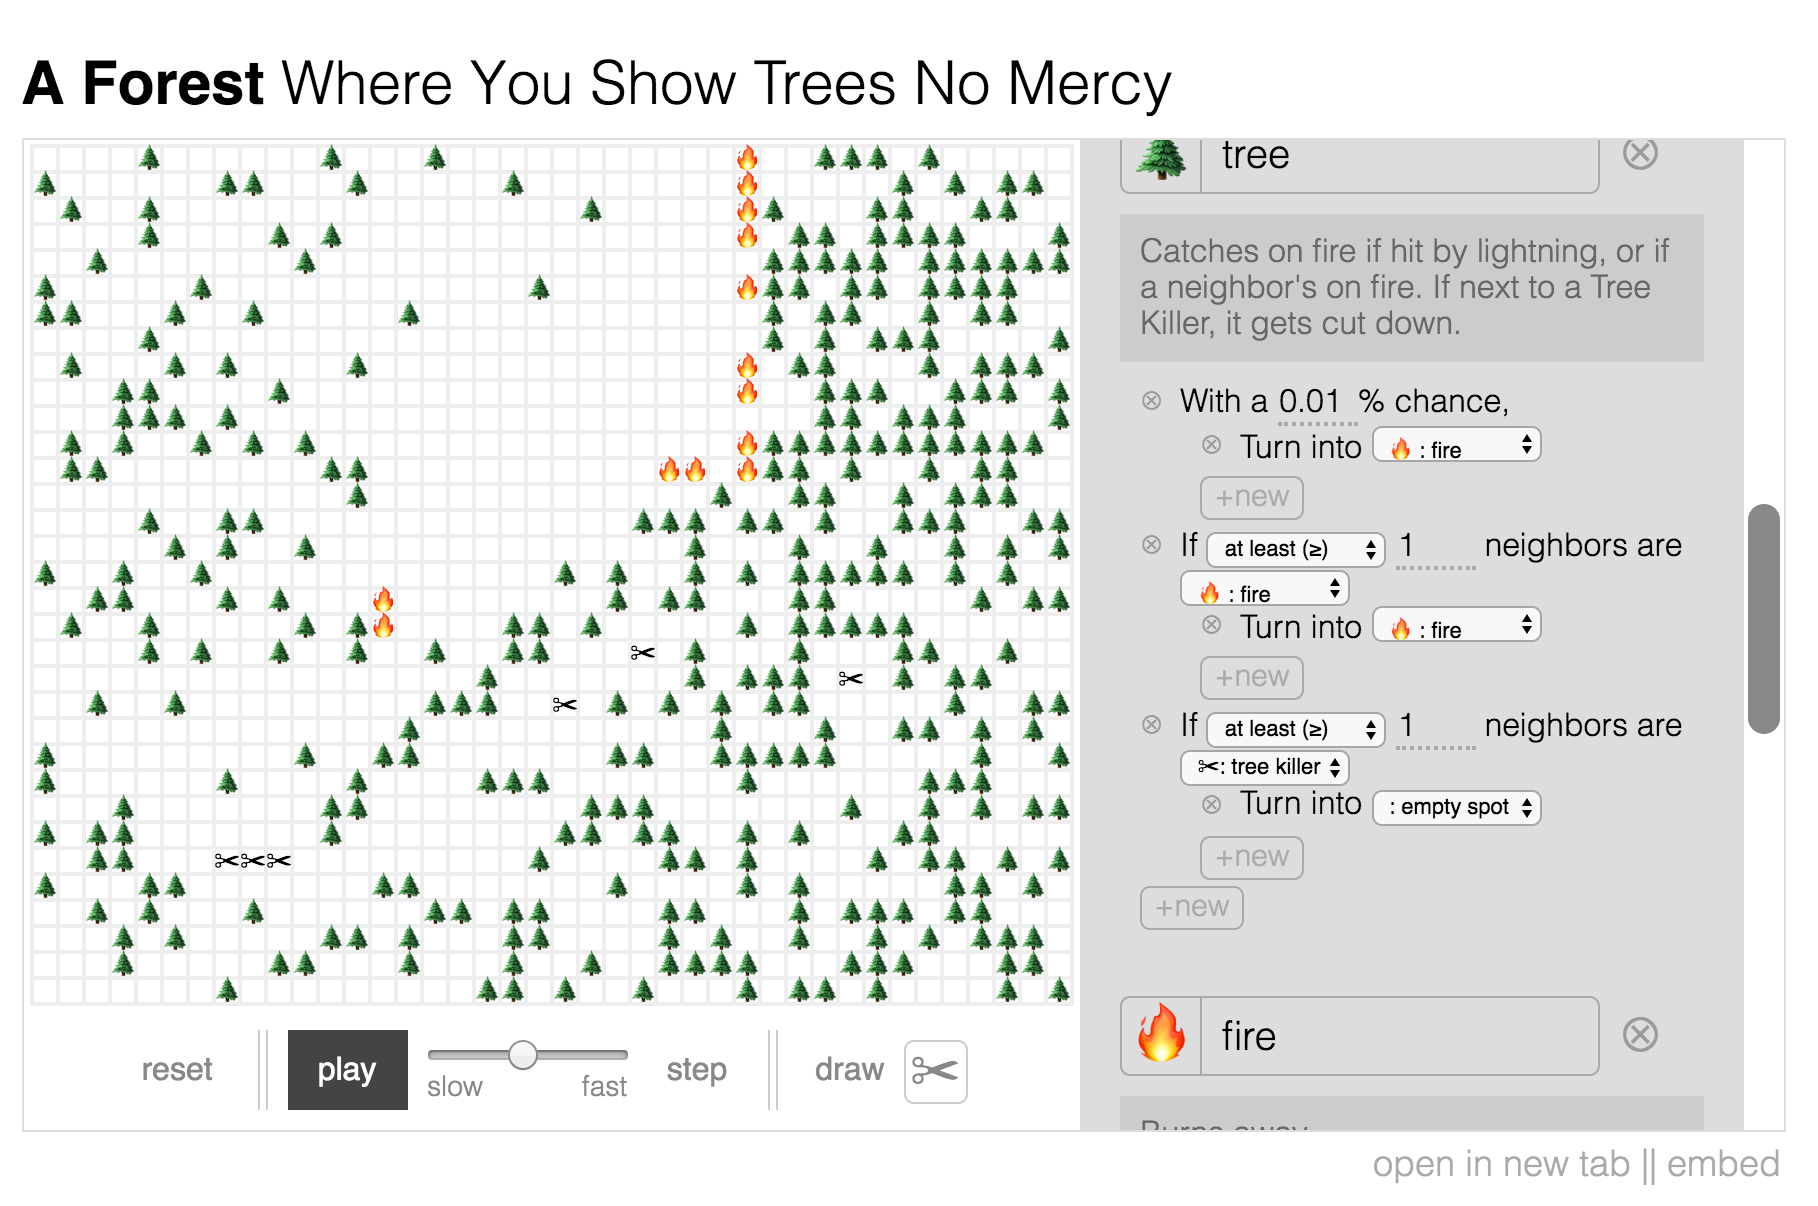 A Forest Where You Show Trees No Mercy
tree
Catches on fire if hit by lightning, or if
a neighbor's on fire. If next to a Tree
Killer, it gets cut down.
With a 0.01 % chance,
Turn into : fire
+new
If at least (≥) 1 neighbors are
: fire
Turn into : fire
+new
If at least (≥) 1 neighbors are
: tree killer
Turn into : empty spot
+new
+new
fire
Burns away
reset play slow fast step draw
open in new tab || embed